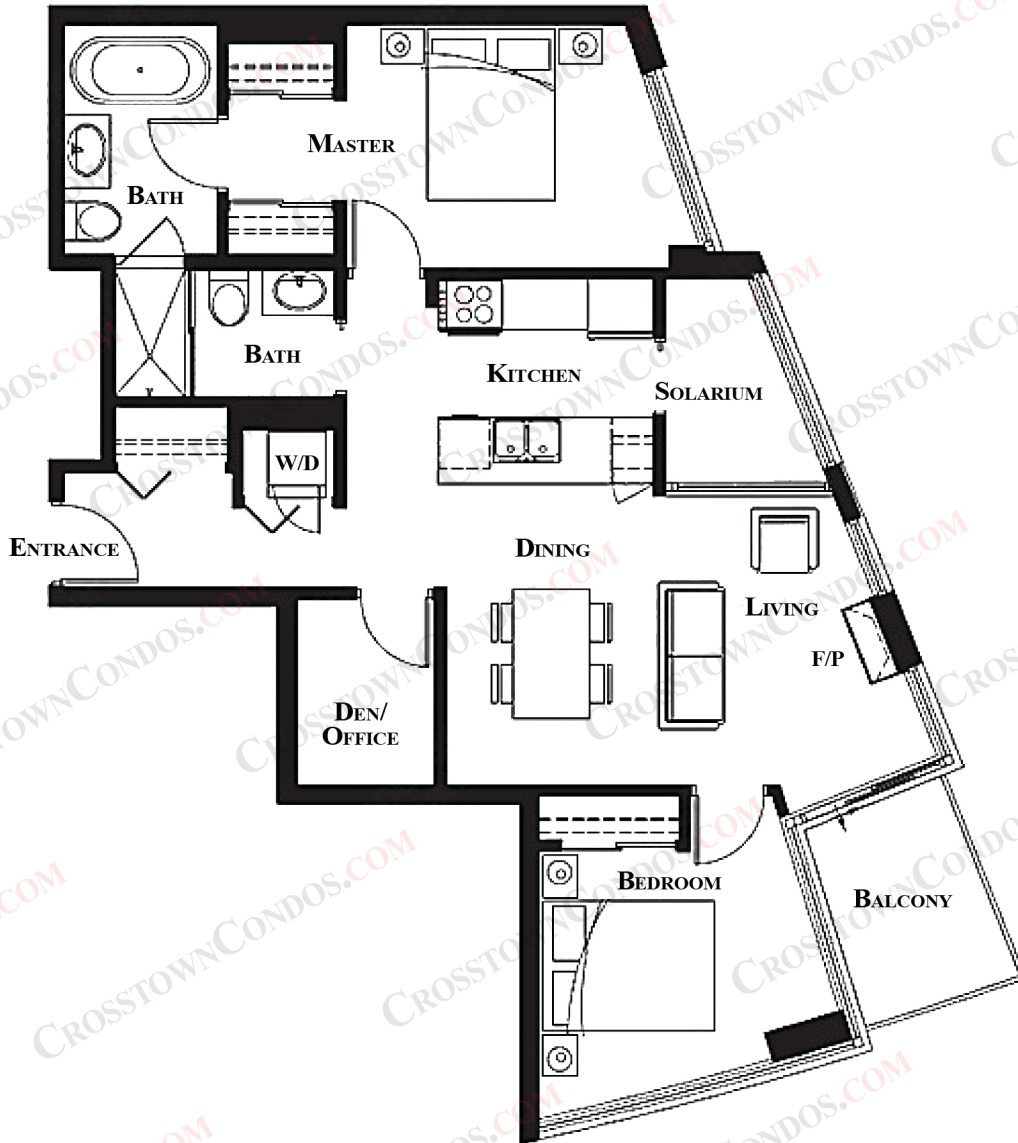 MASTER
BATH
BATH
KITCHEN
SOLARIUM
W/D
ENTRANCE
DINING
LIVING
F/P
DEN/
OFFICE
BEDROOM
BALCONY
CROSSTOWNCONDOS.COM